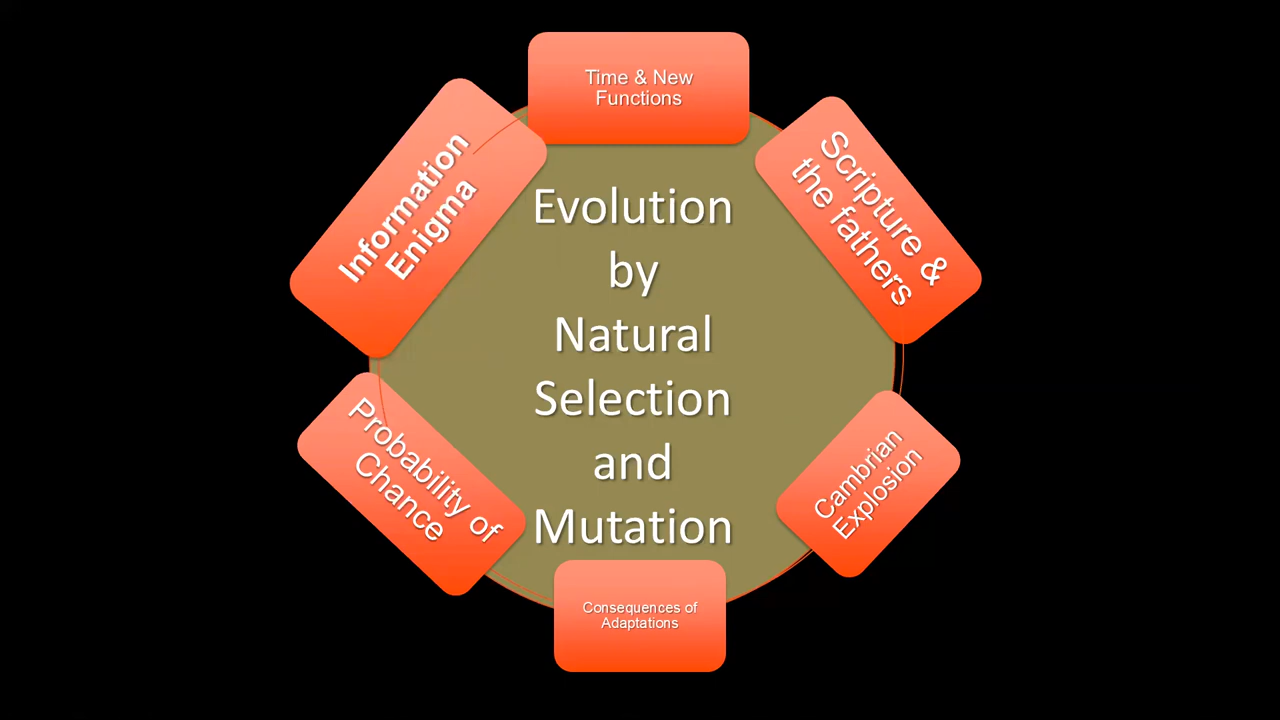 Time & New
Functions
Scripture &
the fathers
Cambrian
Explosion
Consequences of
Adaptations
Probability of
Chance
Information
Enigma
Evolution
by
Natural
Selection
and
Mutation